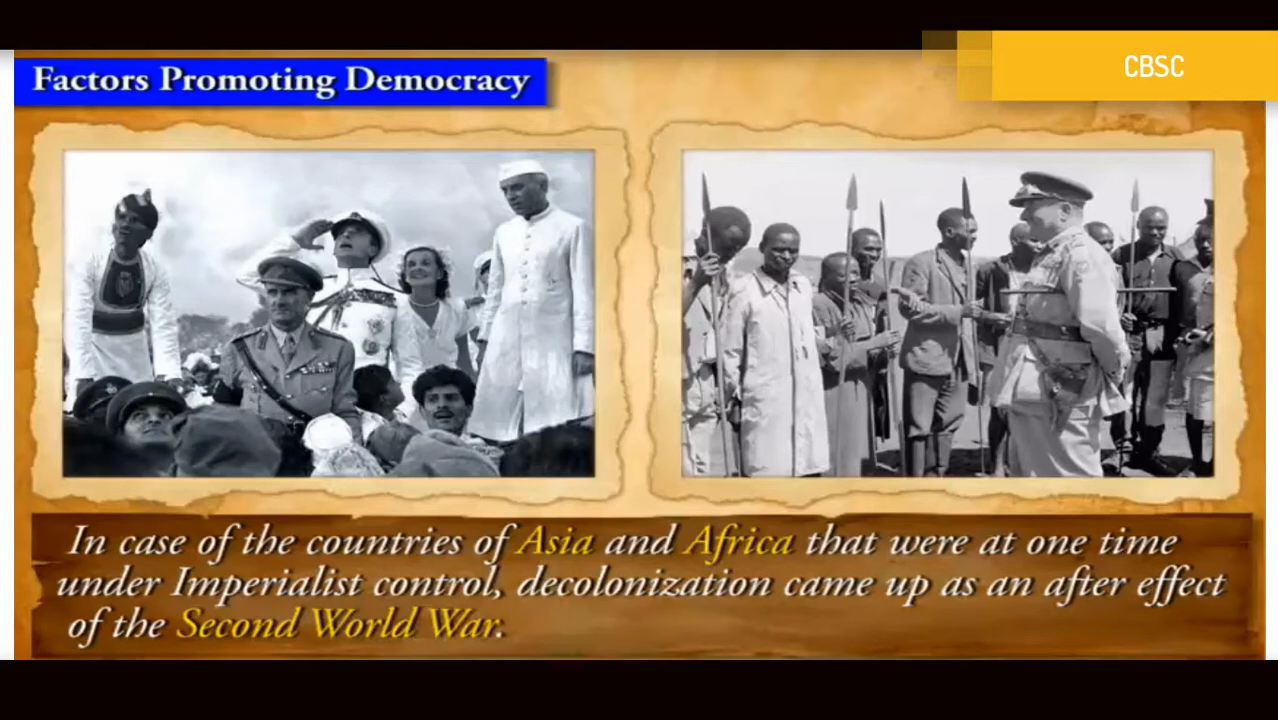 Factors Promoting Democracy
CBSC
In case of the countries of Asia and Africa that were at one time
under Imperialist control, decolonization came up as an after effect
of the Second World War.